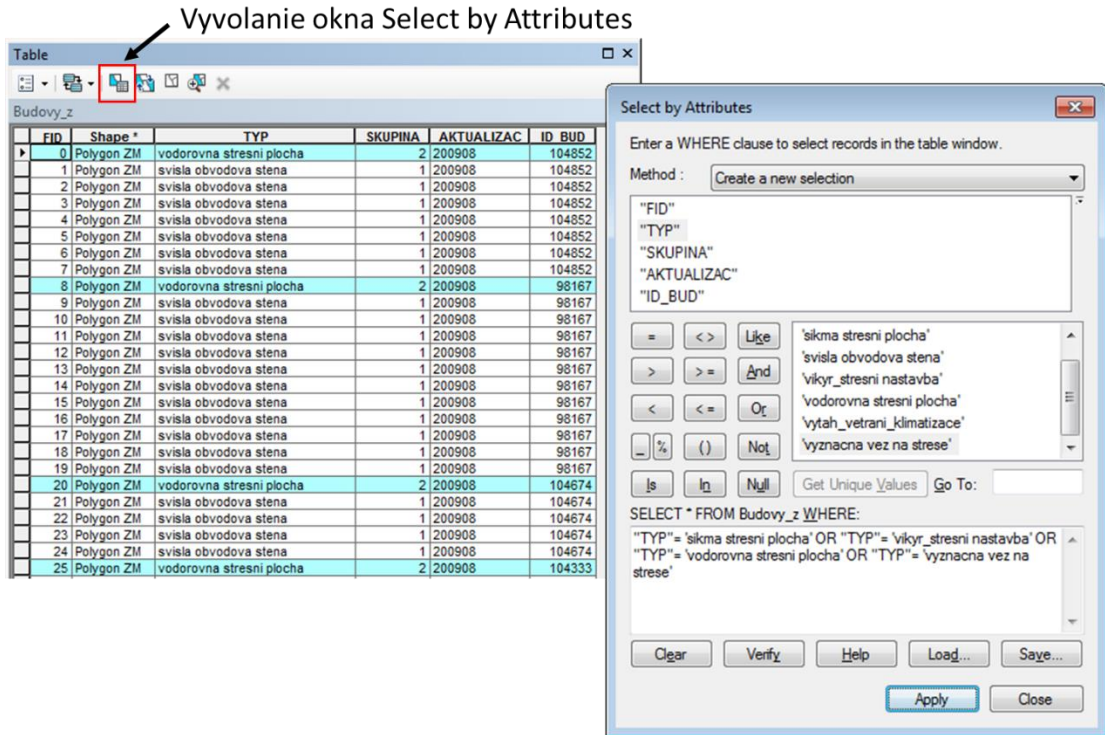 Vyvolanie okna Select by Attributes
Table
Budovy_z
FID Shape * TYP SKUPINA AKTUALIZAC ID_BUD
0 Polygon ZM vodorovna stresni plocha 2 200908 104852
1 Polygon ZM svisla obvodova stena 1 200908 104852
2 Polygon ZM svisla obvodova stena 1 200908 104852
3 Polygon ZM svisla obvodova stena 1 200908 104852
4 Polygon ZM svisla obvodova stena 1 200908 104852
5 Polygon ZM svisla obvodova stena 1 200908 104852
6 Polygon ZM svisla obvodova stena 1 200908 104852
7 Polygon ZM svisla obvodova stena 1 200908 104852
8 Polygon ZM vodorovna stresni plocha 2 200908 98167
9 Polygon ZM svisla obvodova stena 1 200908 98167
10 Polygon ZM svisla obvodova stena 1 200908 98167
11 Polygon ZM svisla obvodova stena 1 200908 98167
12 Polygon ZM svisla obvodova stena 1 200908 98167
13 Polygon ZM svisla obvodova stena 1 200908 98167
14 Polygon ZM svisla obvodova stena 1 200908 98167
15 Polygon ZM svisla obvodova stena 1 200908 98167
16 Polygon ZM svisla obvodova stena 1 200908 98167
17 Polygon ZM svisla obvodova stena 1 200908 98167
18 Polygon ZM svisla obvodova stena 1 200908 98167
19 Polygon ZM svisla obvodova stena 1 200908 98167
20 Polygon ZM vodorovna stresni plocha 2 200908 104674
21 Polygon ZM svisla obvodova stena 1 200908 104674
22 Polygon ZM svisla obvodova stena 1 200908 104674
23 Polygon ZM svisla obvodova stena 1 200908 104674
24 Polygon ZM svisla obvodova stena 1 200908 104674
25 Polygon ZM vodorovna stresni plocha 2 200908 104333
Select by Attributes
Enter a WHERE clause to select records in the table window.
Method : Create a new selection
"FID"
"TYP"
"SKUPINA"
"AKTUALIZAC"
"ID_BUD"
= < > Like
> > = And
< < = Or
_ % () Not
Is In Null
'sikma stresni plocha'
'svisla obvodova stena'
'vikyr_stresni nastavba'
'vodorovna stresni plocha'
'vytah_vetrani_klimatizace'
'vyznacna vez na strese'
Get Unique Values Go To:
SELECT * FROM Budovy_z WHERE:
"TYP"= 'sikma stresni plocha' OR "TYP"= 'vikyr_stresni nastavba' OR
"TYP"= 'vodorovna stresni plocha' OR "TYP"= 'vyznacna vez na
strese'
Clear Verify Help Load... Save...
Apply Close